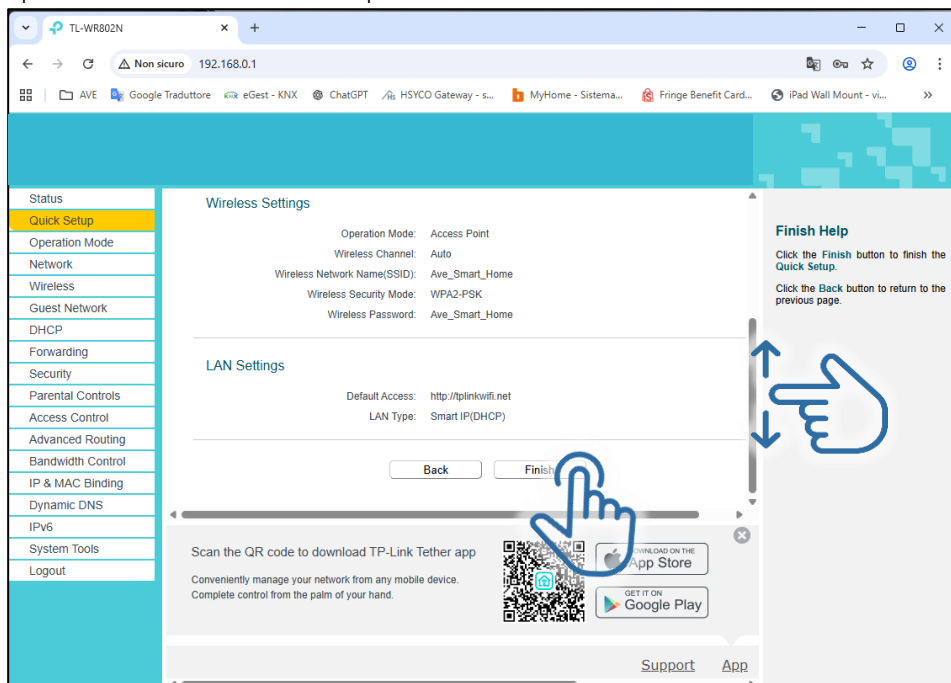 TL-WR802N
Non sicuro 192.168.0.1
AVE Google Traduttore eGest - KNX ChatGPT HSYCO Gateway - s... MyHome - Sistema... Fringe Benefit Card... iPad Wall Mount - vi...
Status
Quick Setup
Operation Mode
Network
Wireless
Guest Network
DHCP
Forwarding
Security
Parental Controls
Access Control
Advanced Routing
Bandwidth Control
IP & MAC Binding
Dynamic DNS
IPv6
System Tools
Logout
Wireless Settings
Operation Mode: Access Point
Wireless Channel: Auto
Wireless Network Name(SSID): Ave_Smart_Home
Wireless Security Mode: WPA2-PSK
Wireless Password: Ave_Smart_Home
LAN Settings
Default Access: http://tplinkwifi.net
LAN Type: Smart IP(DHCP)
Back Finish
Scan the QR code to download TP-Link Tether app
Conveniently manage your network from any mobile device.
Complete control from the palm of your hand.
DOWNLOAD ON THE
App Store
GET IT ON
Google Play
Support App
Finish Help
Click the Finish button to finish the
Quick Setup.
Click the Back button to return to the
previous page.